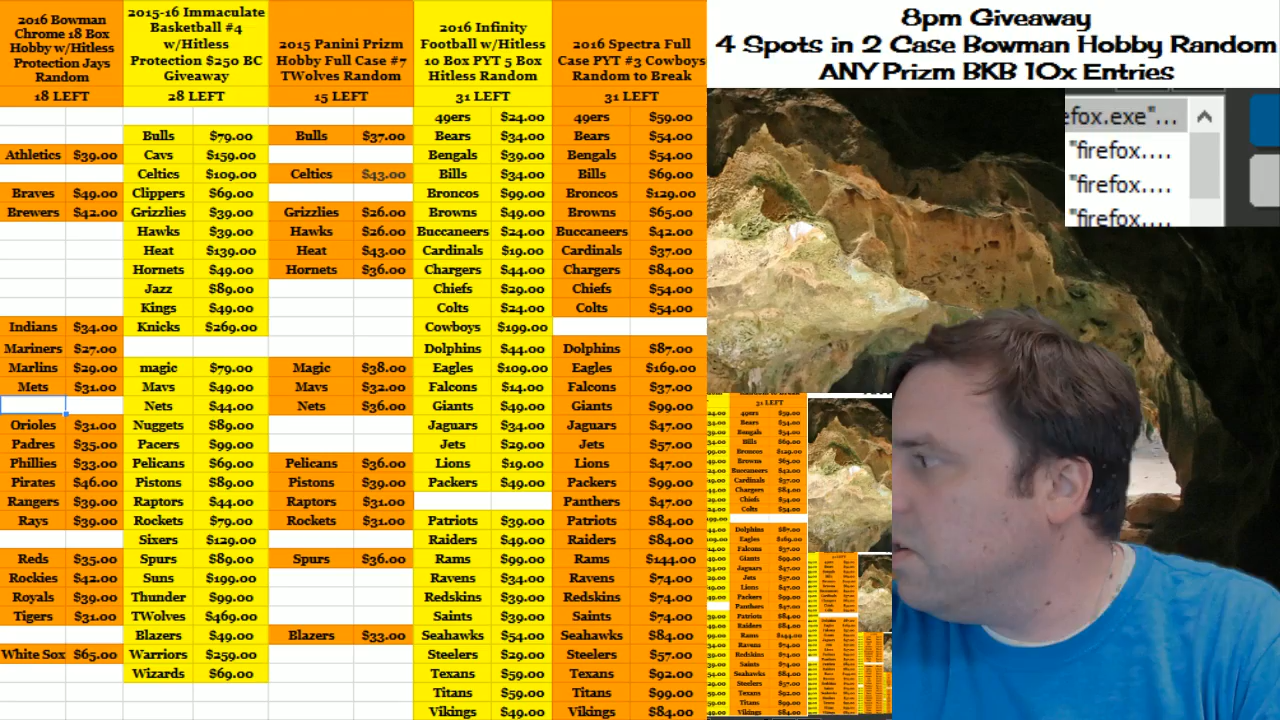 2016 Bowman
Chrome 18 Box
Hobby w/Hitless
Protection Jays
Random
18 LEFT
Athletics $39.00
Braves $49.00
Brewers $42.00
Indians $34.00
Mariners $27.00
Marlins $29.00
Mets $31.00
Orioles $31.00
Padres $35.00
Phillies $33.00
Pirates $46.00
Rangers $39.00
Rays $39.00
Reds $35.00
Rockies $42.00
Royals $39.00
Tigers $31.00
White Sox $65.00
2015-16 Immaculate
Basketball #4
w/Hitless
Protection $250 BC
Giveaway
28 LEFT
Bulls $79.00
Cavs $159.00
Celtics $109.00
Clippers $69.00
Grizzlies $39.00
Hawks $39.00
Heat $139.00
Hornets $49.00
Jazz $89.00
Kings $49.00
Knicks $269.00
magic $79.00
Mavs $49.00
Nets $44.00
Nuggets $89.00
Pacers $99.00
Pelicans $69.00
Pistons $89.00
Raptors $44.00
Rockets $79.00
Sixers $129.00
Spurs $89.00
Suns $199.00
Thunder $99.00
TWolves $469.00
Blazers $49.00
Warriors $259.00
Wizards $69.00
2015 Panini Prizm
Hobby Full Case #7
TWolves Random
15 LEFT
Bulls $37.00
Celtics $43.00
Grizzlies $26.00
Hawks $26.00
Heat $43.00
Hornets $36.00
Magic $38.00
Mavs $32.00
Nets $36.00
Pelicans $36.00
Pistons $39.00
Raptors $31.00
Rockets $31.00
Spurs $36.00
Blazers $33.00
2016 Infinity
Football w/Hitless
10 Box PYT 5 Box
Hitless Random
31 LEFT
49ers $24.00
Bears $34.00
Bengals $39.00
Bills $34.00
Broncos $99.00
Browns $49.00
Buccaneers $24.00
Cardinals $19.00
Chargers $44.00
Chiefs $29.00
Colts $24.00
Cowboys $199.00
Dolphins $44.00
Eagles $109.00
Falcons $14.00
Giants $49.00
Jaguars $34.00
Jets $29.00
Lions $19.00
Packers $49.00
Patriots $39.00
Raiders $49.00
Rams $99.00
Ravens $34.00
Redskins $39.00
Saints $39.00
Seahawks $54.00
Steelers $29.00
Texans $59.00
Titans $59.00
Vikings $49.00
2016 Spectra Full
Case PYT #3 Cowboys
Random to Break
31 LEFT
49ers $59.00
Bears $54.00
Bengals $54.00
Bills $69.00
Broncos $129.00
Browns $65.00
Buccaneers $42.00
Cardinals $37.00
Chargers $84.00
Chiefs $54.00
Colts $54.00
Dolphins $87.00
Eagles $169.00
Falcons $37.00
Giants $99.00
Jaguars $47.00
Jets $57.00
Lions $47.00
Packers $99.00
Panthers $47.00
Patriots $84.00
Raiders $84.00
Rams $144.00
Ravens $74.00
Redskins $74.00
Saints $74.00
Seahawks $84.00
Steelers $57.00
Texans $92.00
Titans $99.00
Vikings $84.00
8pm Giveaway
4 Spots in 2 Case Bowman Hobby Random
ANY Prizm BKB 10x Entries
efox.exe"...
"firefox....
"firefox....
"firefox....